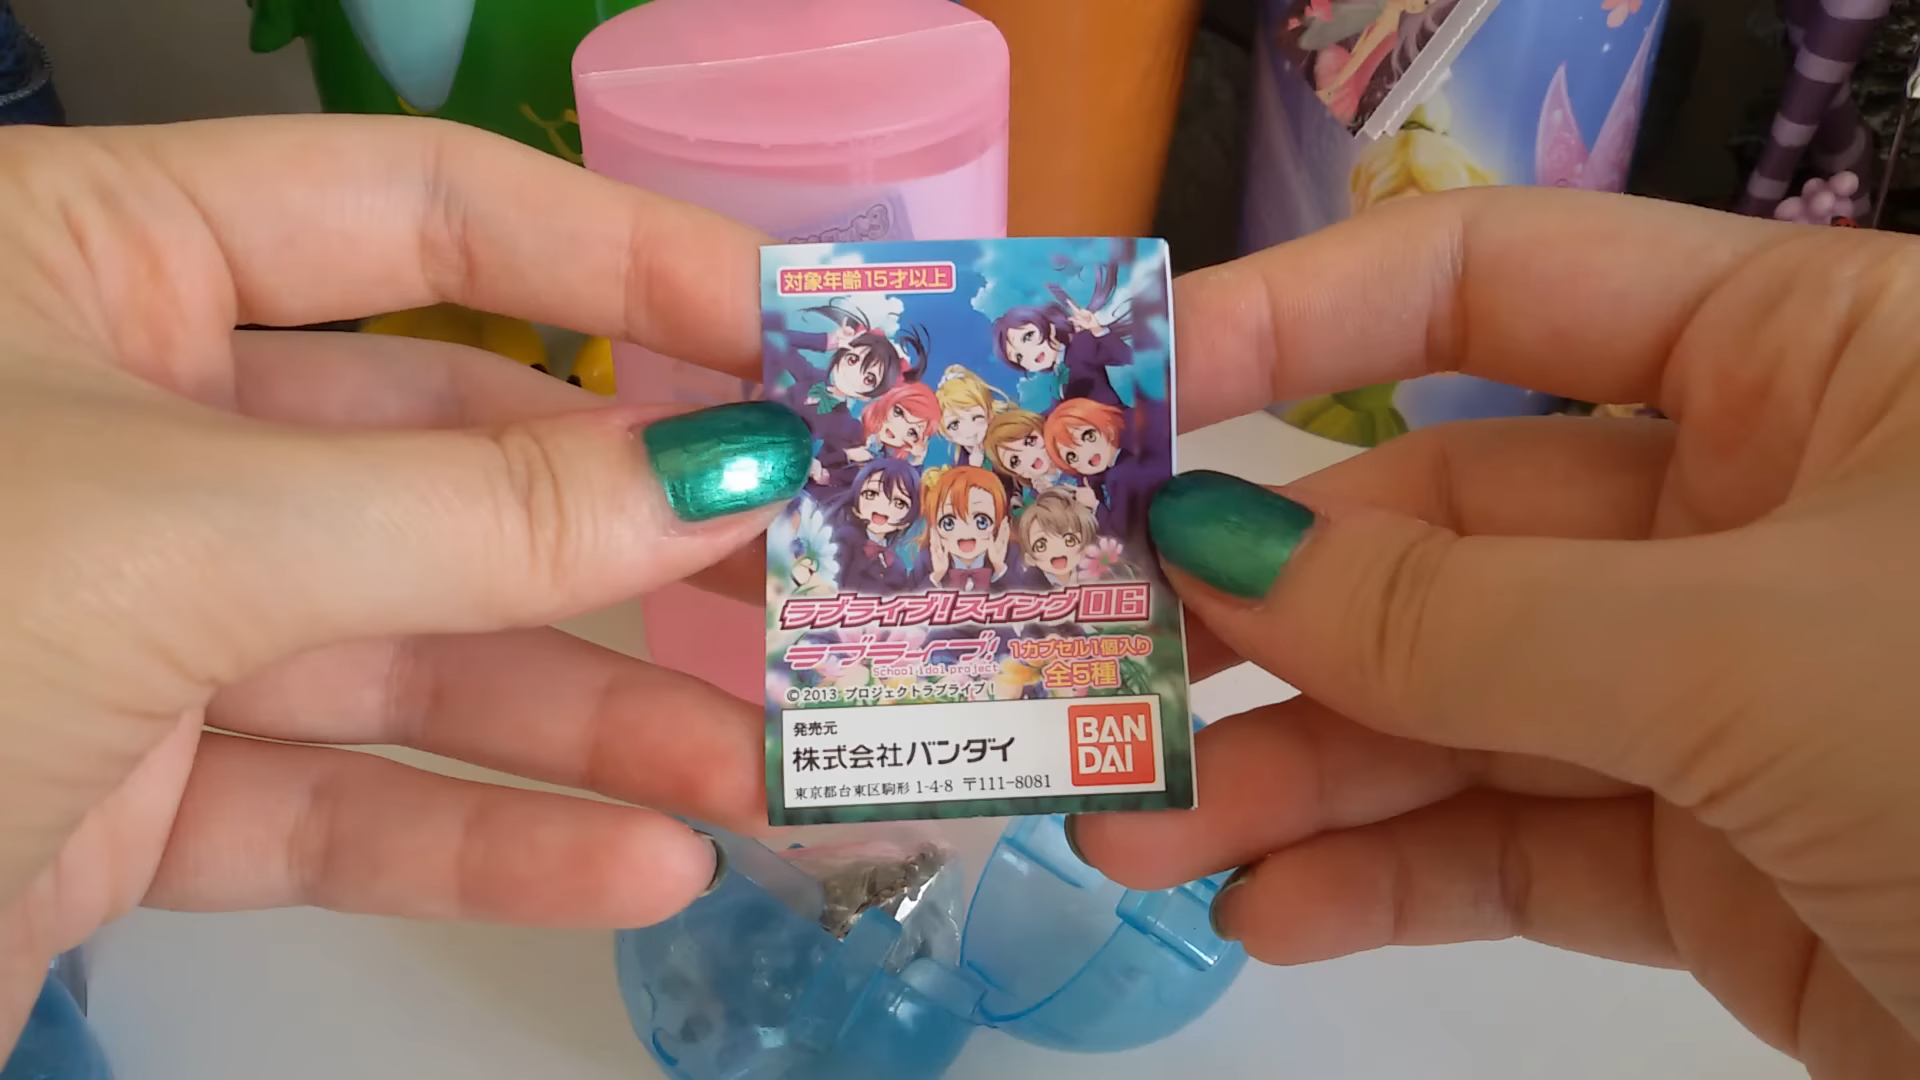 対象年齢15才以上
ラブライブ!スイング06
ラブライブ!
School idol project
1カプセル1個入り
全5種
©2013 プロジェクトラブライブ!
発売元
株式会社バンダイ
東京都台東区駒形 1-4-8 〒111-8081
BAN
DAI